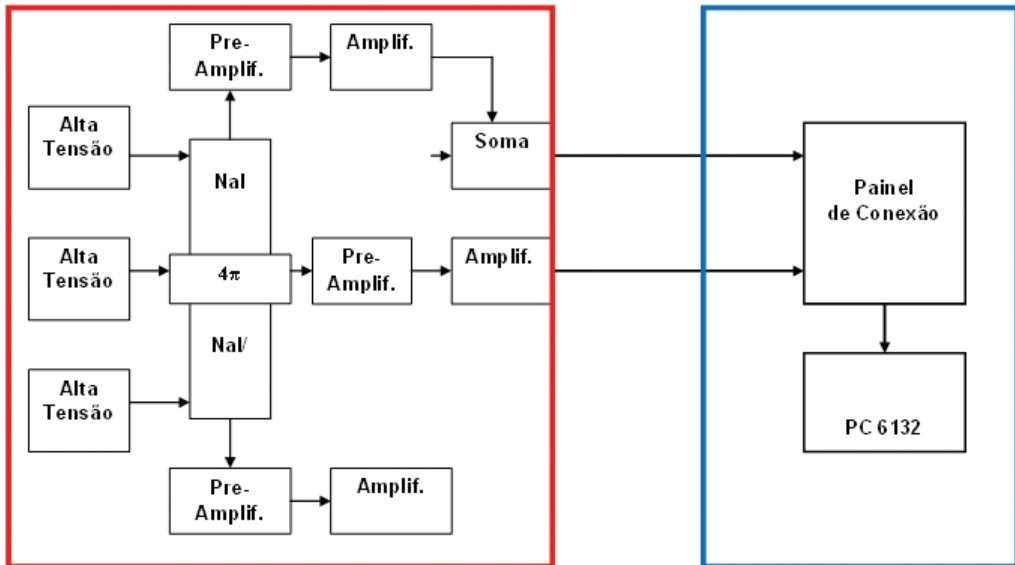 Pre-
Amplif.
Amplif.
Alta
Tensão
Soma
NaI
Painel
de Conexão
Alta
Tensão
4π
Pre-
Amplif.
Amplif.
NaI/
Alta
Tensão
PC 6132
Pre-
Amplif.
Amplif.